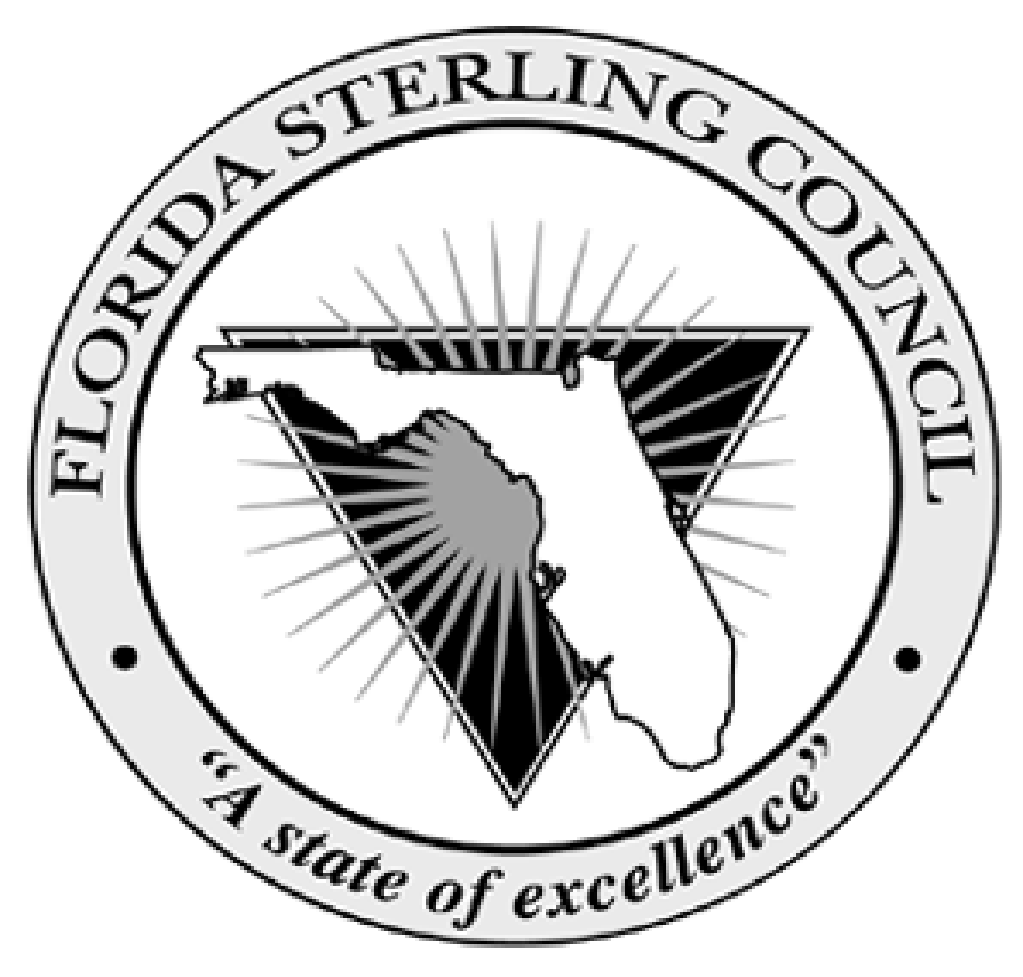 FLORIDA STERLING COUNCIL
“A state of excellence”